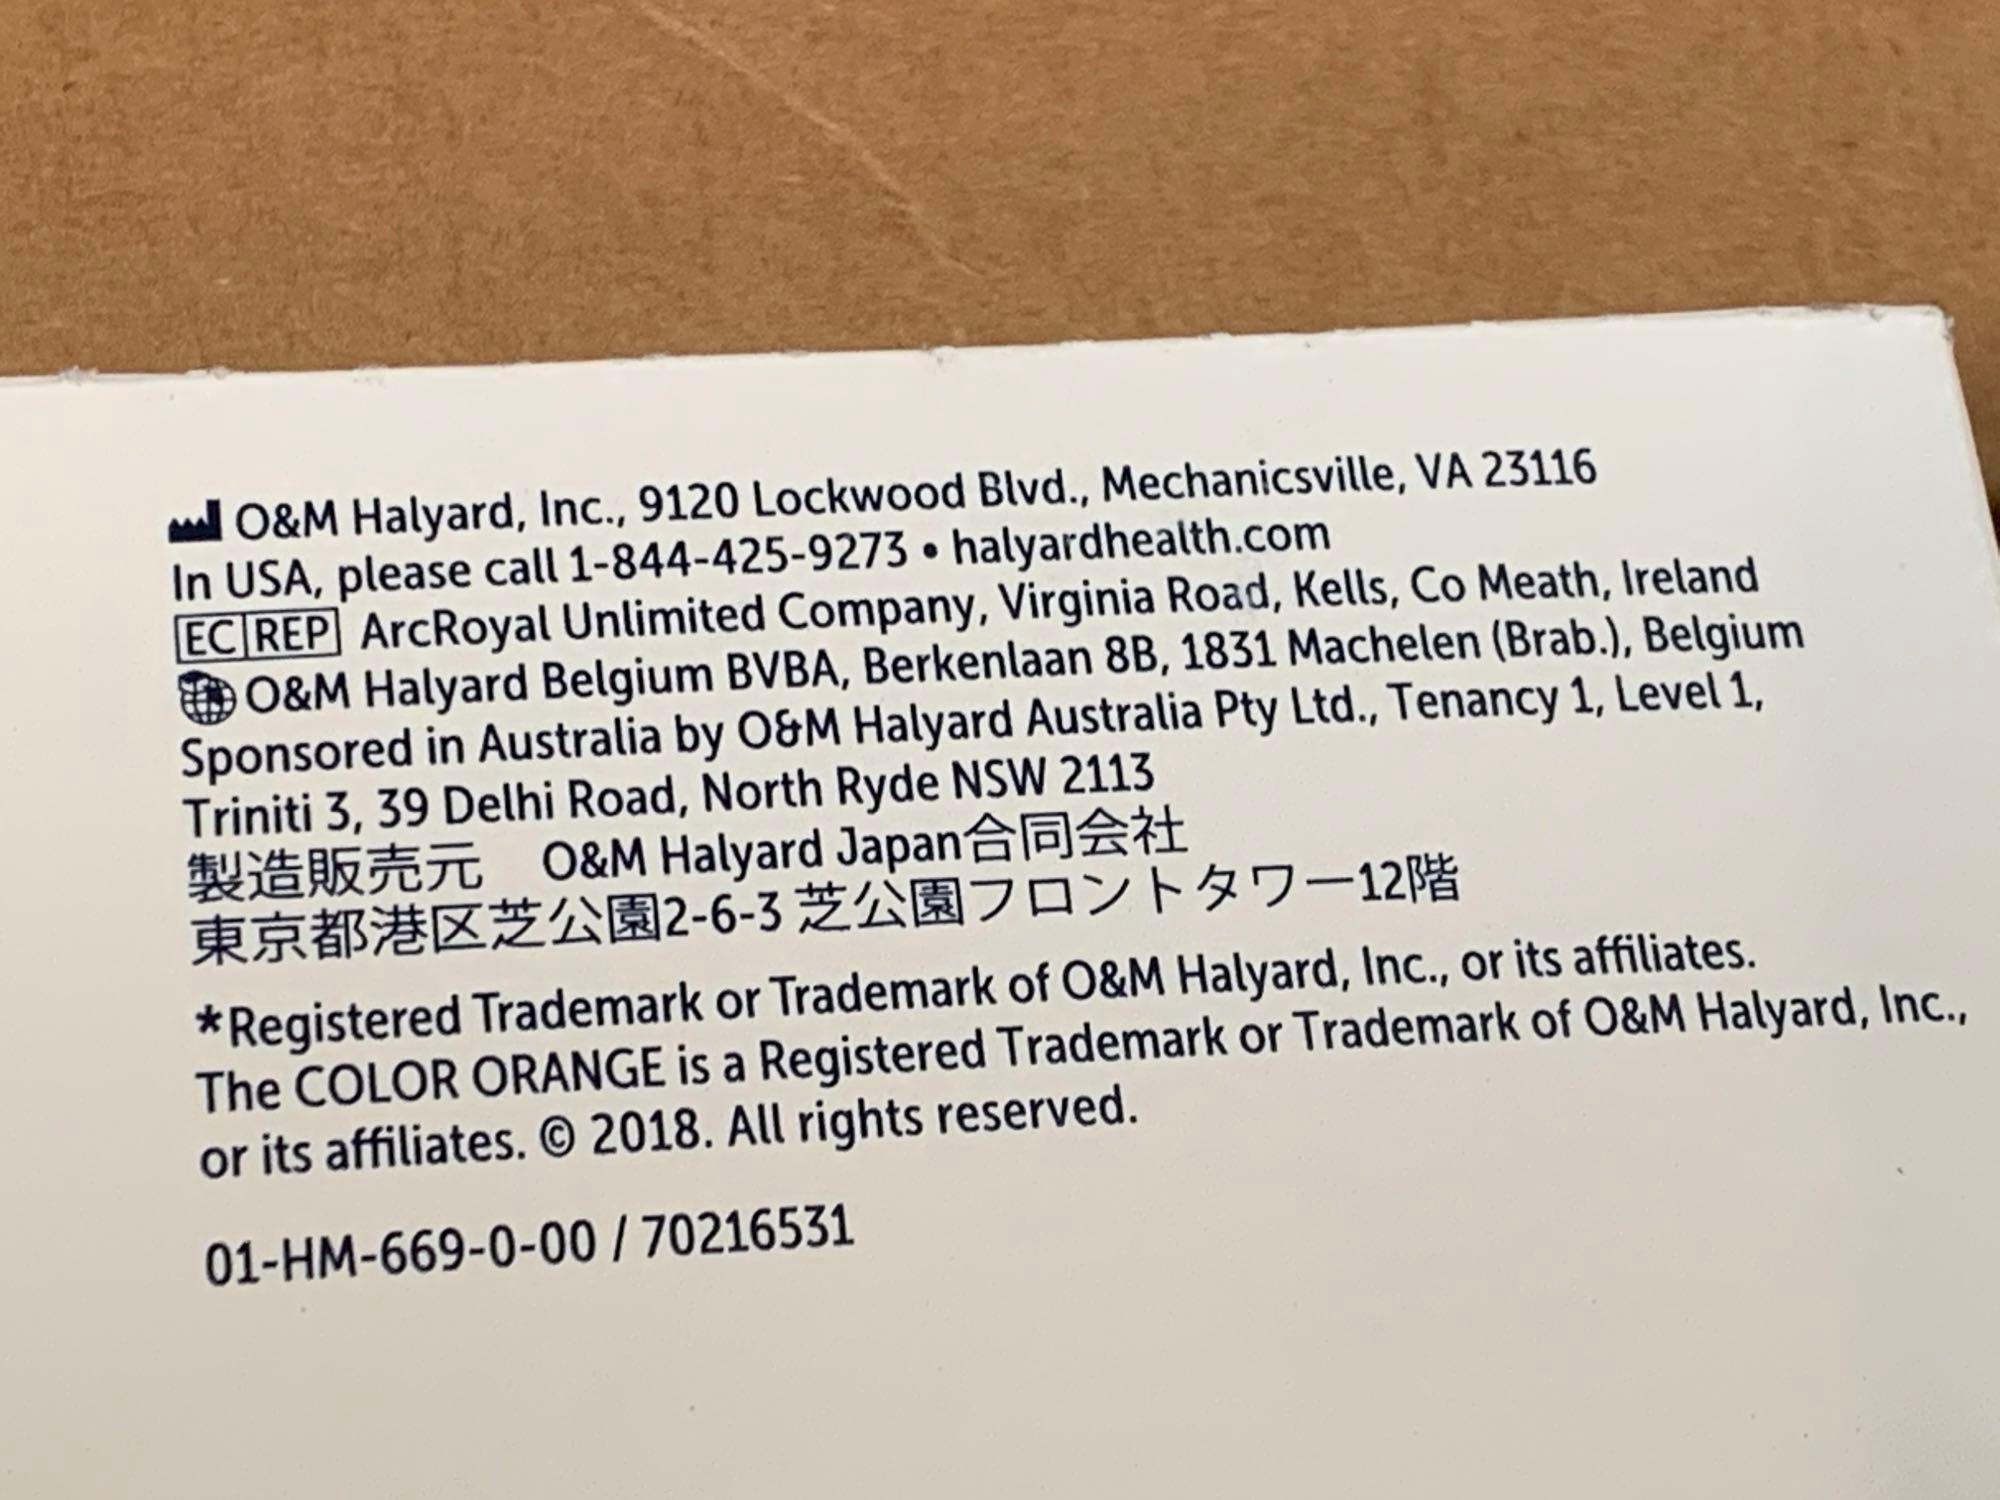 O&M Halyard, Inc., 9120 Lockwood Blvd., Mechanicsville, VA 23116
In USA, please call 1-844-425-9273 • halyardhealth.com
EC REP ArcRoyal Unlimited Company, Virginia Road, Kells, Co Meath, Ireland
O&M Halyard Belgium BVBA, Berkenlaan 8B, 1831 Machelen (Brab.), Belgium
Sponsored in Australia by O&M Halyard Australia Pty Ltd., Tenancy 1, Level 1,
Triniti 3, 39 Delhi Road, North Ryde NSW 2113
製造販売元 O&M Halyard Japan合同会社
東京都港区芝公園2-6-3 芝公園フロントタワー12階
*Registered Trademark or Trademark of O&M Halyard, Inc., or its affiliates.
The COLOR ORANGE is a Registered Trademark or Trademark of O&M Halyard, Inc.,
or its affiliates. © 2018. All rights reserved.
01-HM-669-0-00 / 70216531